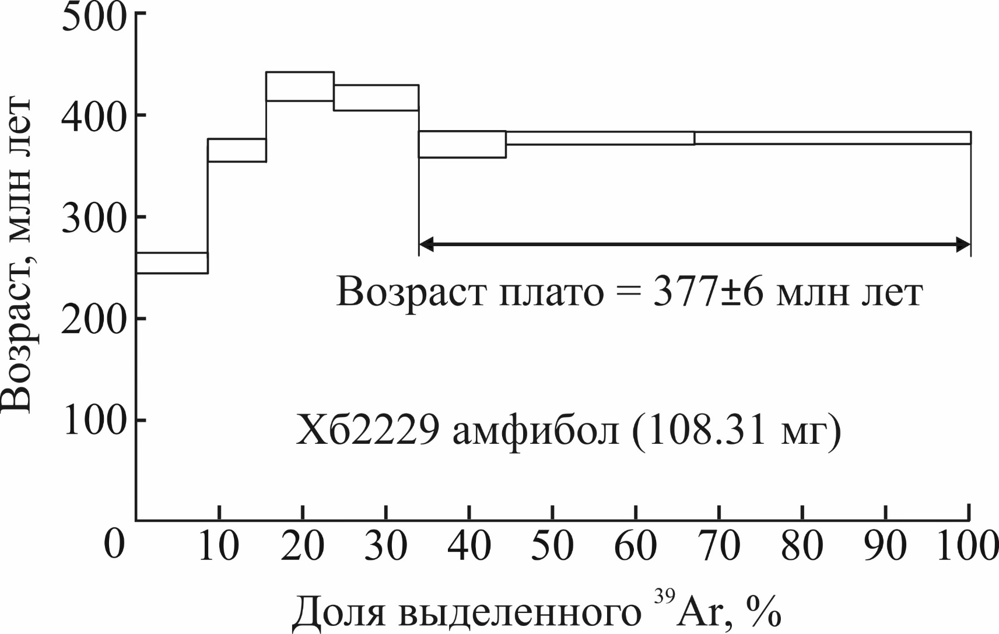 500
400
300
200
100
Возраст, млн лет
Возраст плато = 377±6 млн лет
Хб2229 амфибол (108.31 мг)
0 10 20 30 40 50 60 70 80 90 100
Доля выделенного ³⁹Ar, %